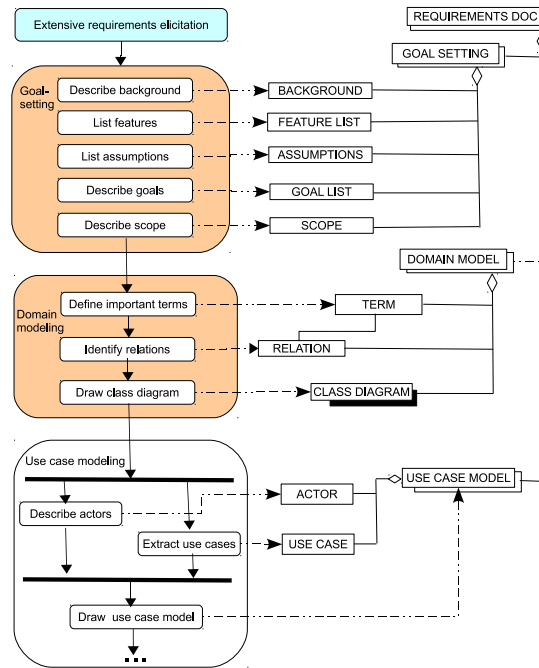 Extensive requirements elicitation
REQUIREMENTS DOC
GOAL SETTING
Goal-
setting
Describe background
BACKGROUND
List features
FEATURE LIST
List assumptions
ASSUMPTIONS
Describe goals
GOAL LIST
Describe scope
SCOPE
DOMAIN MODEL
Domain
modeling
Define important terms
TERM
Identify relations
RELATION
Draw class diagram
CLASS DIAGRAM
Use case modeling
USE CASE MODEL
Describe actors
ACTOR
Extract use cases
USE CASE
Draw use case model